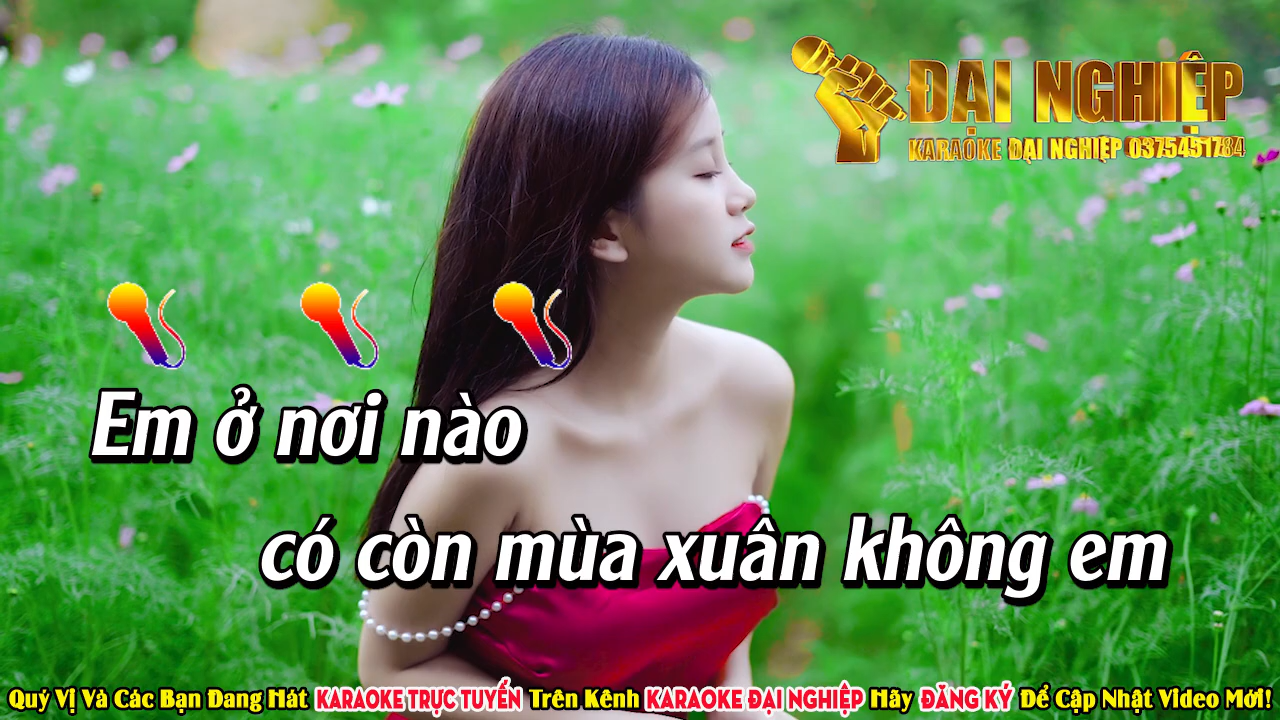 ĐẠI NGHIỆP
KARAOKE ĐẠI NGHIỆP 0375451784
Em ở nơi nào
có còn mùa xuân không em
Quý Vị Và Các Bạn Đang Hát KARAOKE TRỰC TUYẾN Trên Kênh KARAOKE ĐẠI NGHIỆP Hãy ĐĂNG KÝ Để Cập Nhật Video Mới!